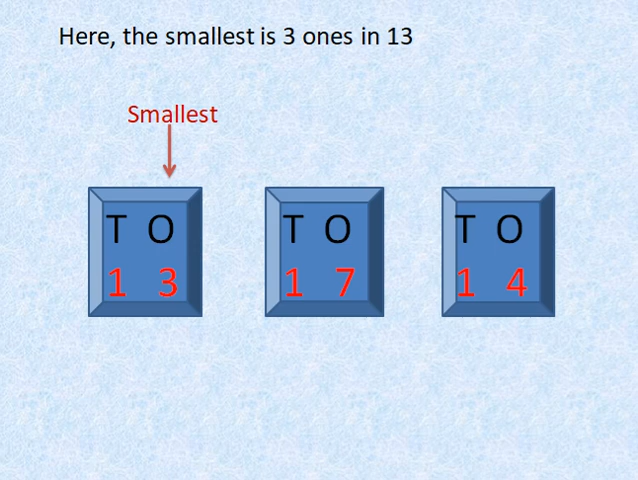 Here, the smallest is 3 ones in 13
Smallest
T O T O T O
1 3 1 7 1 4